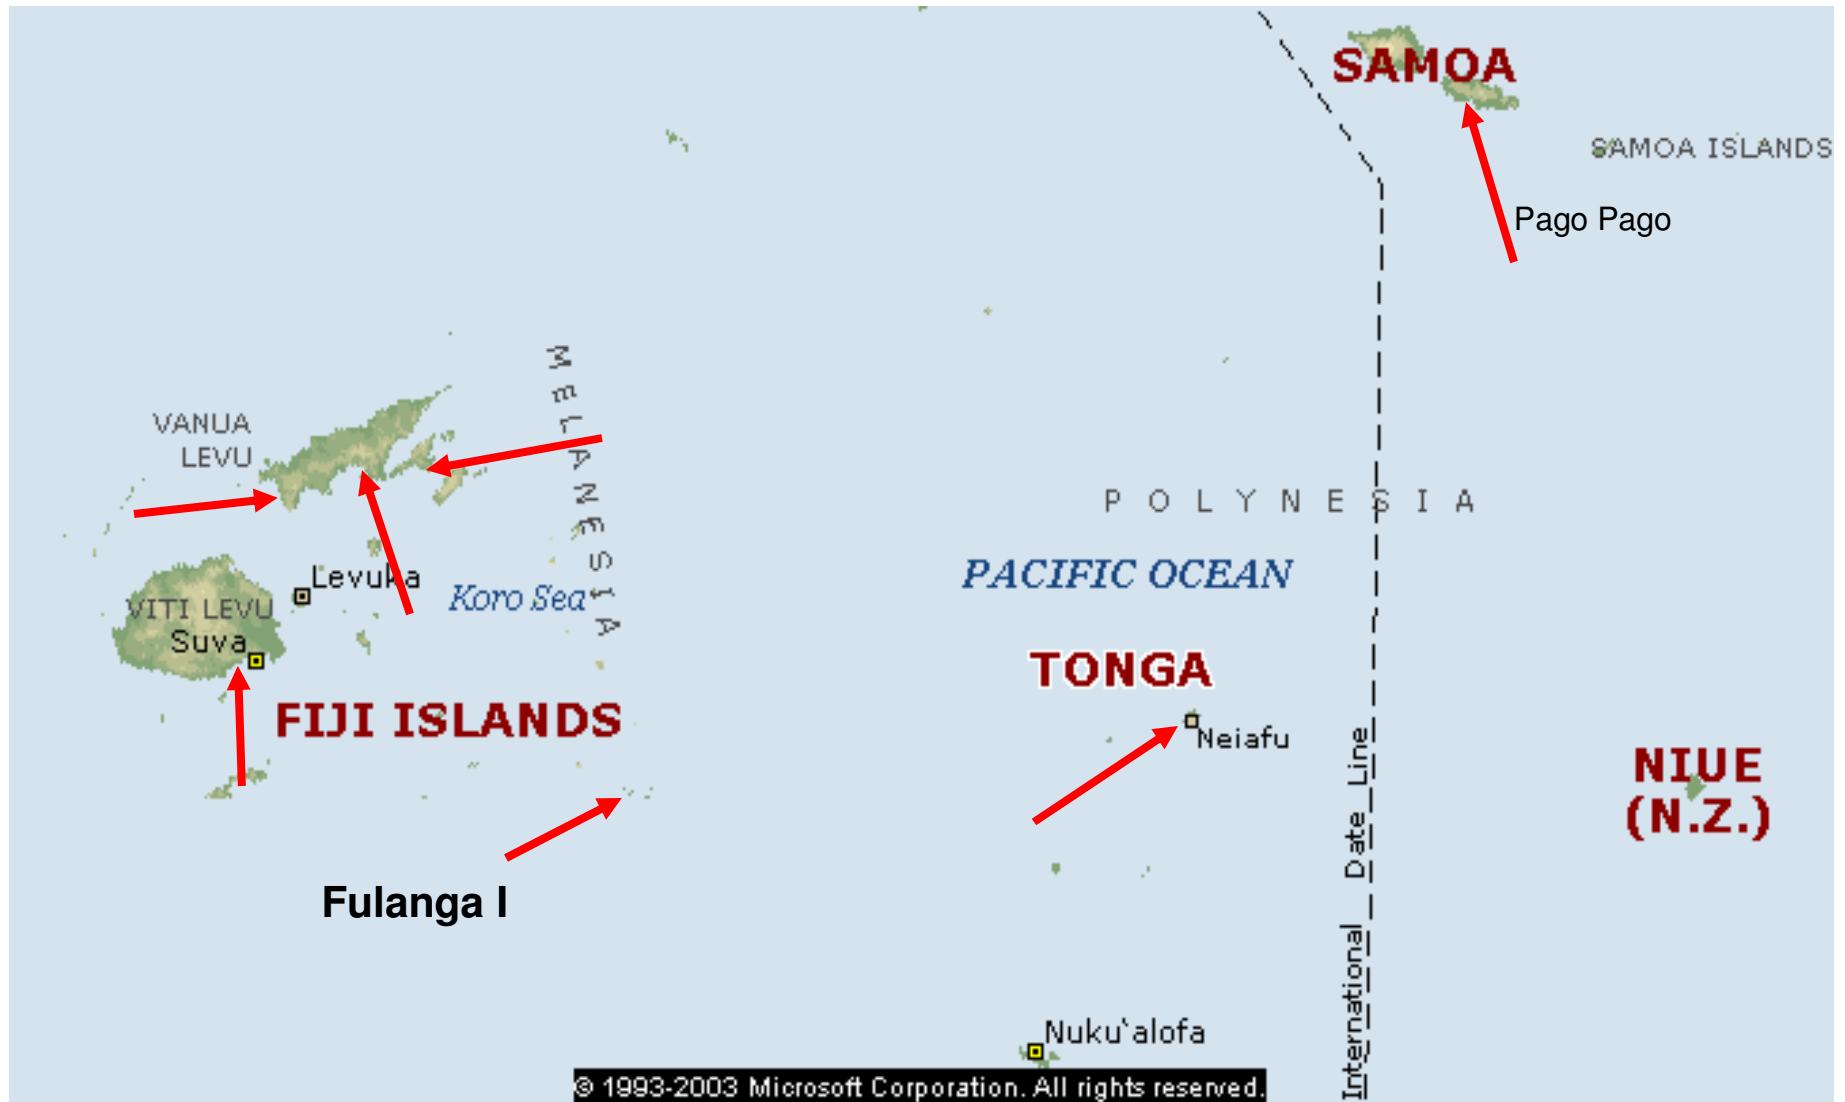 SAMOA
SAMOA ISLANDS
Pago Pago
MELANESIA
VANUA
LEVU
POLYNESIA
Levuka
Koro Sea
PACIFIC OCEAN
VITI LEVU
Suva
TONGA
FIJI ISLANDS
Neiafu
NIUE
(N.Z.)
International Date Line
Fulanga I
Nuku`alofa
© 1993-2003 Microsoft Corporation. All rights reserved.